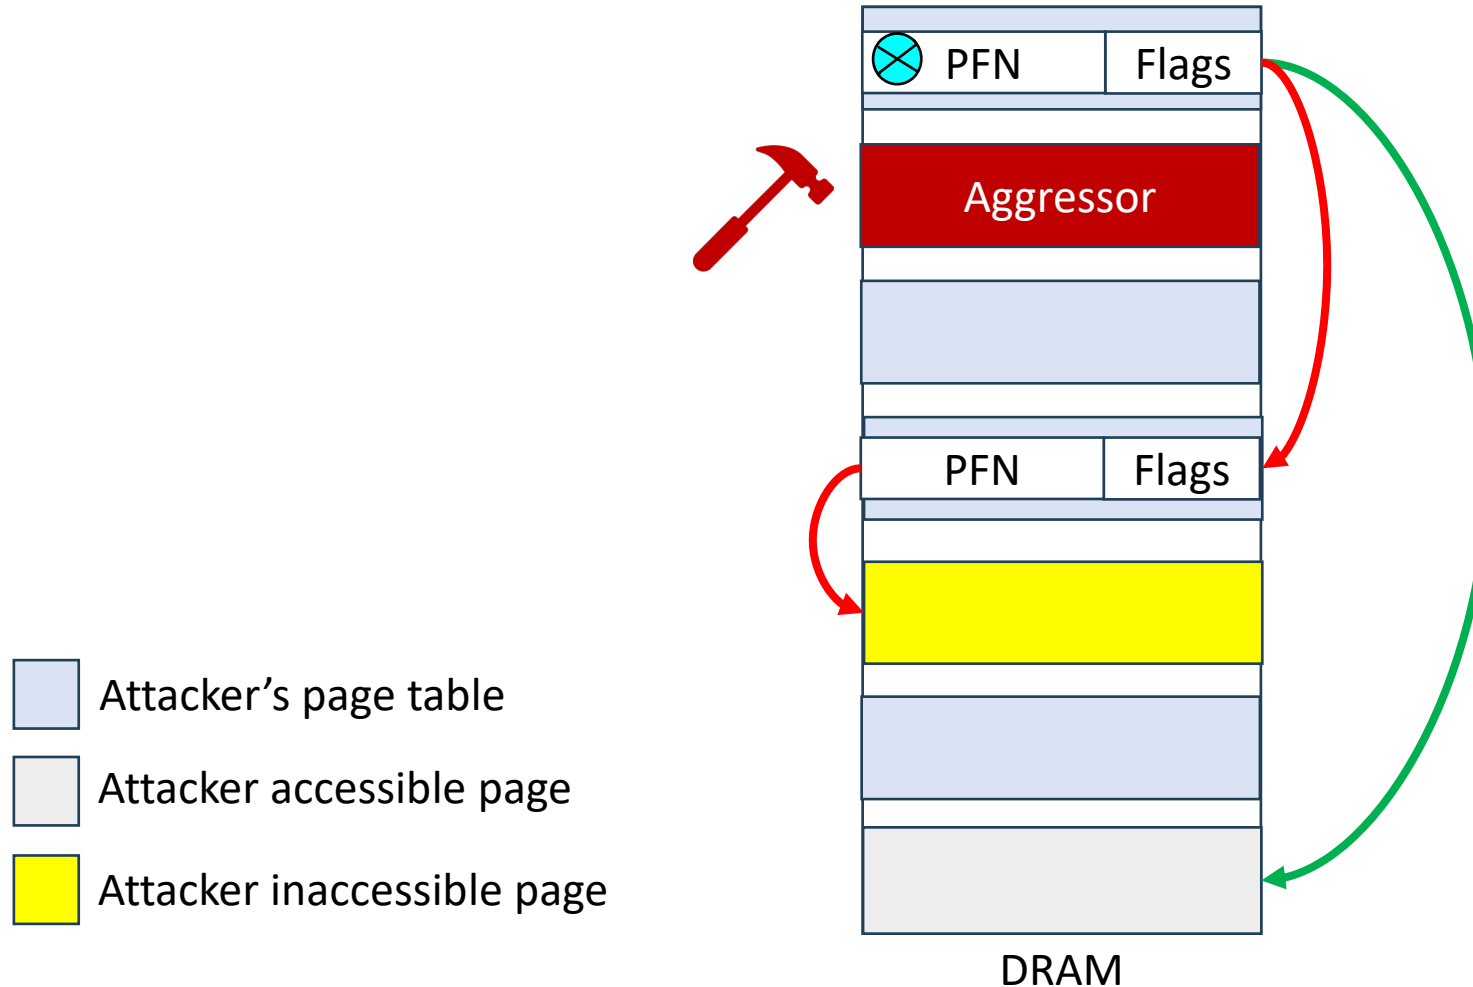 PFN Flags
Aggressor
PFN Flags
Attacker's page table
Attacker accessible page
Attacker inaccessible page
DRAM